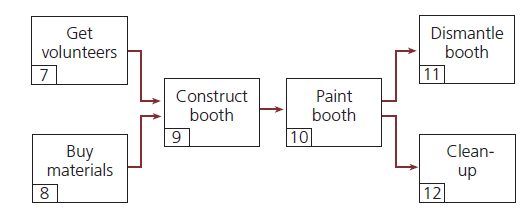 Get
volunteers
7
Buy
materials
8
Construct
booth
9
Paint
booth
10
Dismantle
booth
11
Clean-
up
12